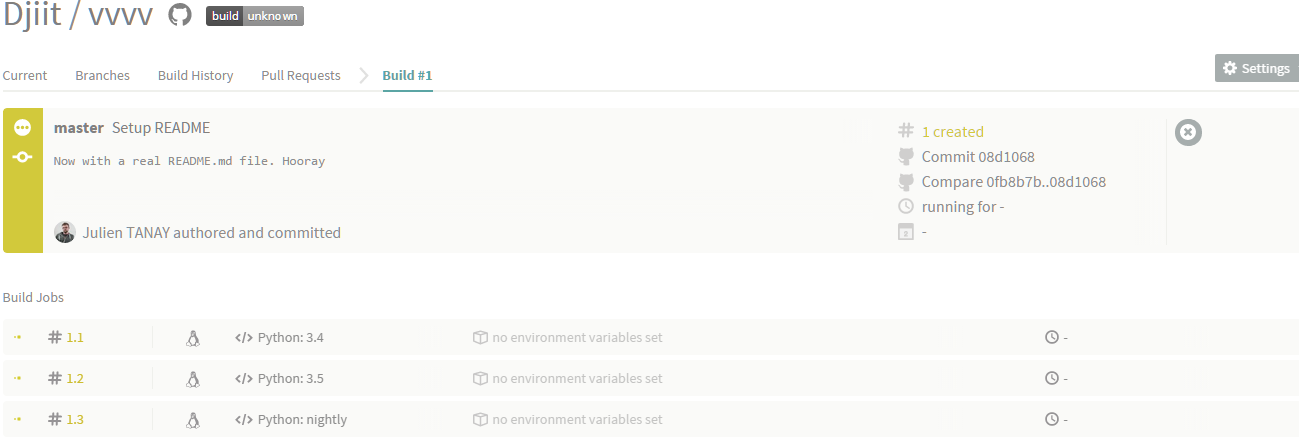 Djiit / vvvv build unknown
Current Branches Build History Pull Requests Build #1 Settings
master Setup README
1 created
Now with a real README.md file. Hooray
Commit 08d1068
Compare 0fb8b7b..08d1068
running for -
Julien TANAY authored and committed
-
Build Jobs
# 1.1 </> Python: 3.4 no environment variables set -
# 1.2 </> Python: 3.5 no environment variables set -
# 1.3 </> Python: nightly no environment variables set -